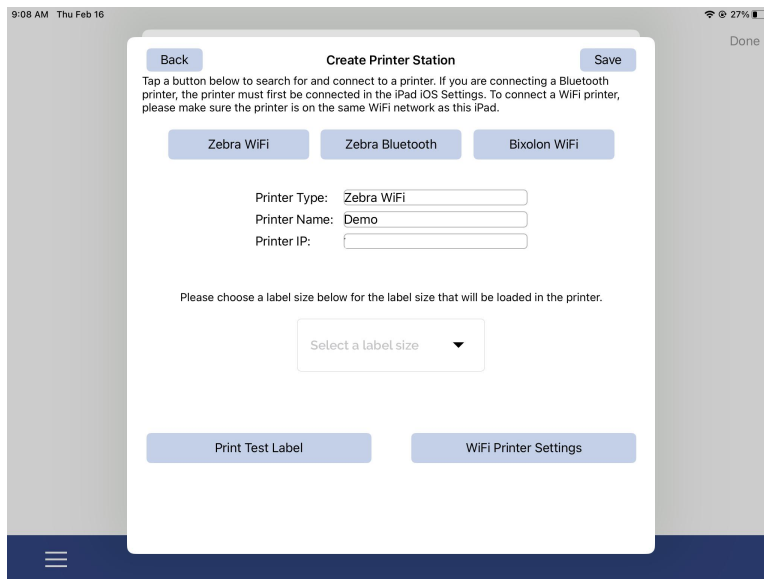 9:08 AM Thu Feb 16
27%
Done
Back
Create Printer Station
Save
Tap a button below to search for and connect to a printer. If you are connecting a Bluetooth
printer, the printer must first be connected in the iPad iOS Settings. To connect a WiFi printer,
please make sure the printer is on the same WiFi network as this iPad.
Zebra WiFi
Zebra Bluetooth
Bixolon WiFi
Printer Type: Zebra WiFi
Printer Name: Demo
Printer IP:
Please choose a label size below for the label size that will be loaded in the printer.
Select a label size
Print Test Label
WiFi Printer Settings